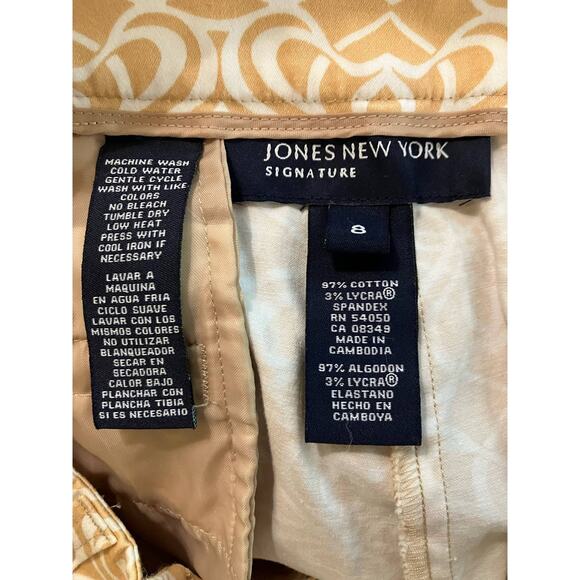 MACHINE WASH
COLD WATER
GENTLE CYCLE
WASH WITH LIKE
COLORS
NO BLEACH
TUMBLE DRY
LOW HEAT
PRESS WITH
COOL IRON IF
NECESSARY
LAVAR A
MAQUINA
EN AGUA FRIA
CICLO SUAVE
LAVAR CON LOS
MISMOS COLORES
NO UTILIZAR
BLANQUEADOR
SECAR EN
SECADORA
CALOR BAJO
PLANCHAR CON
PLANCHA TIBIA
SI ES NECESARIO
JONES NEW YORK
SIGNATURE
8
97% COTTON
3% LYCRA®
SPANDEX
RN 54050
CA 08349
MADE IN
CAMBODIA
97% ALGODON
3% LYCRA®
ELASTANO
HECHO EN
CAMBOYA